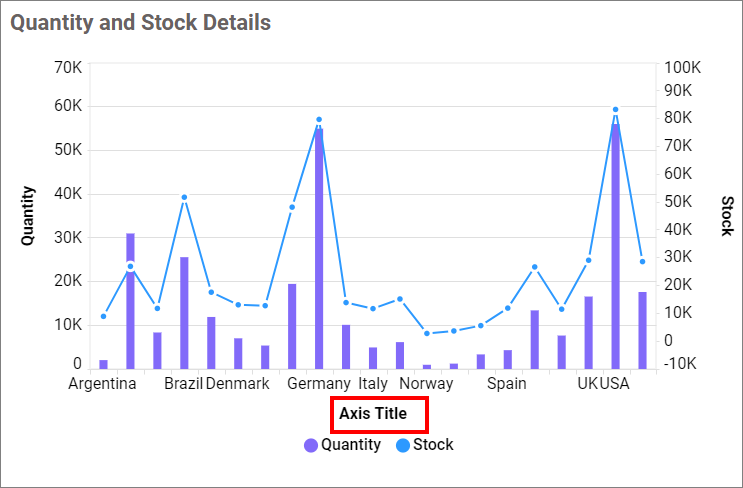 Quantity and Stock Details
70K
60K
50K
40K
30K
20K
10K
0
Quantity
100K
90K
80K
70K
60K
50K
40K
30K
20K
10K
0
-10K
Stock
Argentina Brazil Denmark Germany Italy Norway Spain UK USA
Axis Title
Quantity Stock